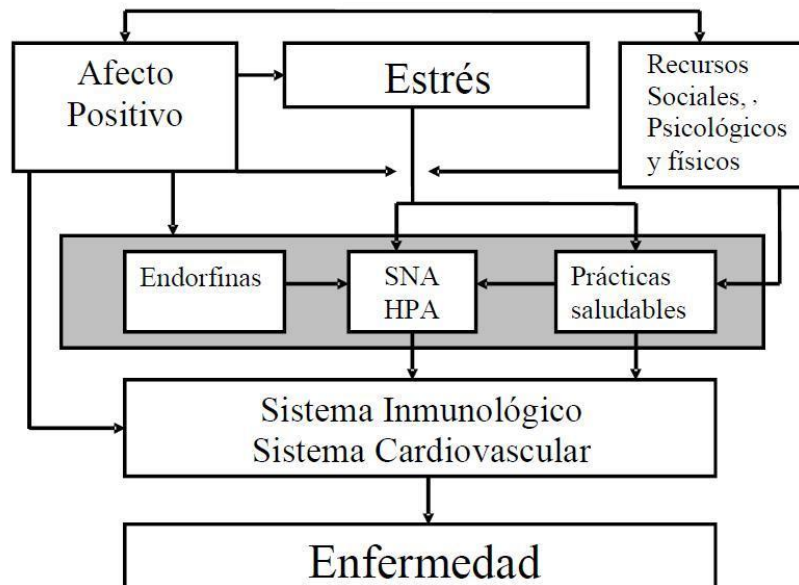 Afecto
Positivo
Estrés
Recursos
Sociales, ,
Psicológicos
y físicos
Endorfinas
SNA
HPA
Prácticas
saludables
Sistema Inmunológico
Sistema Cardiovascular
Enfermedad